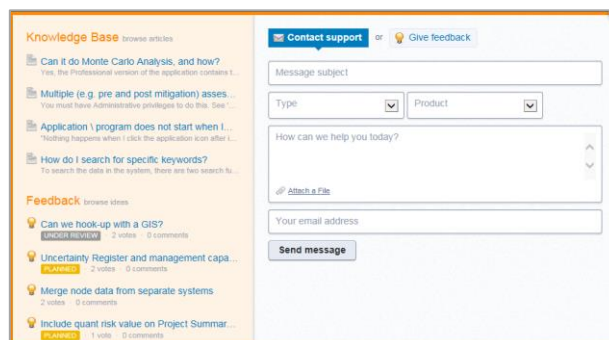 Knowledge Base browse articles
Can it do Monte Carlo Analysis, and how?
Yes, the Professional version of the application contains t...
Multiple (e.g. pre and post mitigation) asses...
You must have Administrative privileges to do this. See "...
Application \ program does not start when I...
"Nothing happens when I click the application icon after i...
How do I search for specific keywords?
To search the data in the system, there are two search fu...
Feedback browse ideas
Can we hook-up with a GIS?
UNDER REVIEW · 2 votes · 0 comments
Uncertainty Register and management capa...
PLANNED · 2 votes · 0 comments
Merge node data from separate systems
2 votes · 0 comments
Include quant risk value on Project Summar...
PLANNED · 1 vote · 0 comments
Contact support or Give feedback
Message subject
Type Product
How can we help you today?
Attach a File
Your email address
Send message